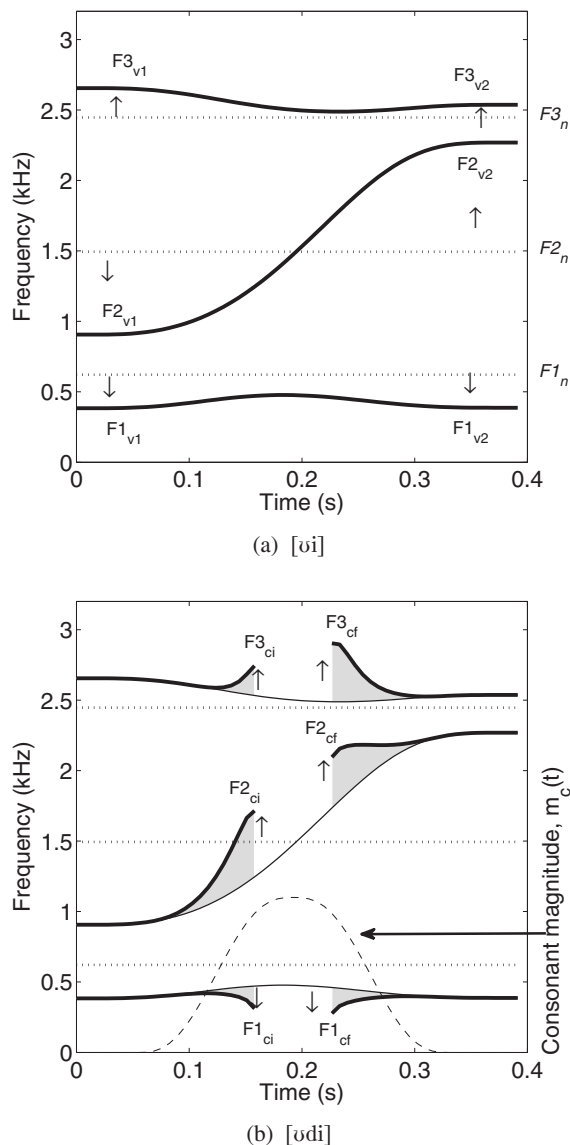 3
F3v1
F3v2
2.5
F3n
2
F2v2
Frequency (kHz)
1.5
F2n
1
F2v1
F1n
0.5
F1v1
F1v2
0
0 0.1 0.2 0.3 0.4
Time (s)
(a) [ʊi]
3
F3ci
F3cf
2.5
F2cf
2
F2ci
Frequency (kHz)
1.5
1
0.5
F1ci
F1cf
0
0 0.1 0.2 0.3 0.4
Time (s)
Consonant magnitude, mc(t)
(b) [ʊdi]